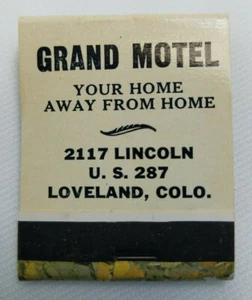 GRAND MOTEL
YOUR HOME
AWAY FROM HOME
2117 LINCOLN
U. S. 287
LOVELAND, COLO.